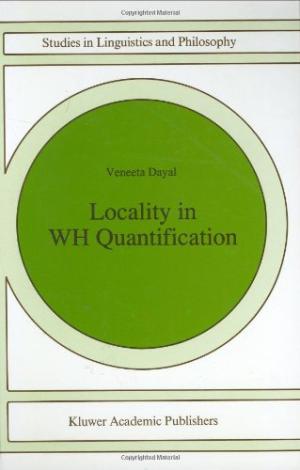 Copyrighted Material
Studies in Linguistics and Philosophy
Veneeta Dayal
Locality in
WH Quantification
Kluwer Academic Publishers
Copyrighted Material